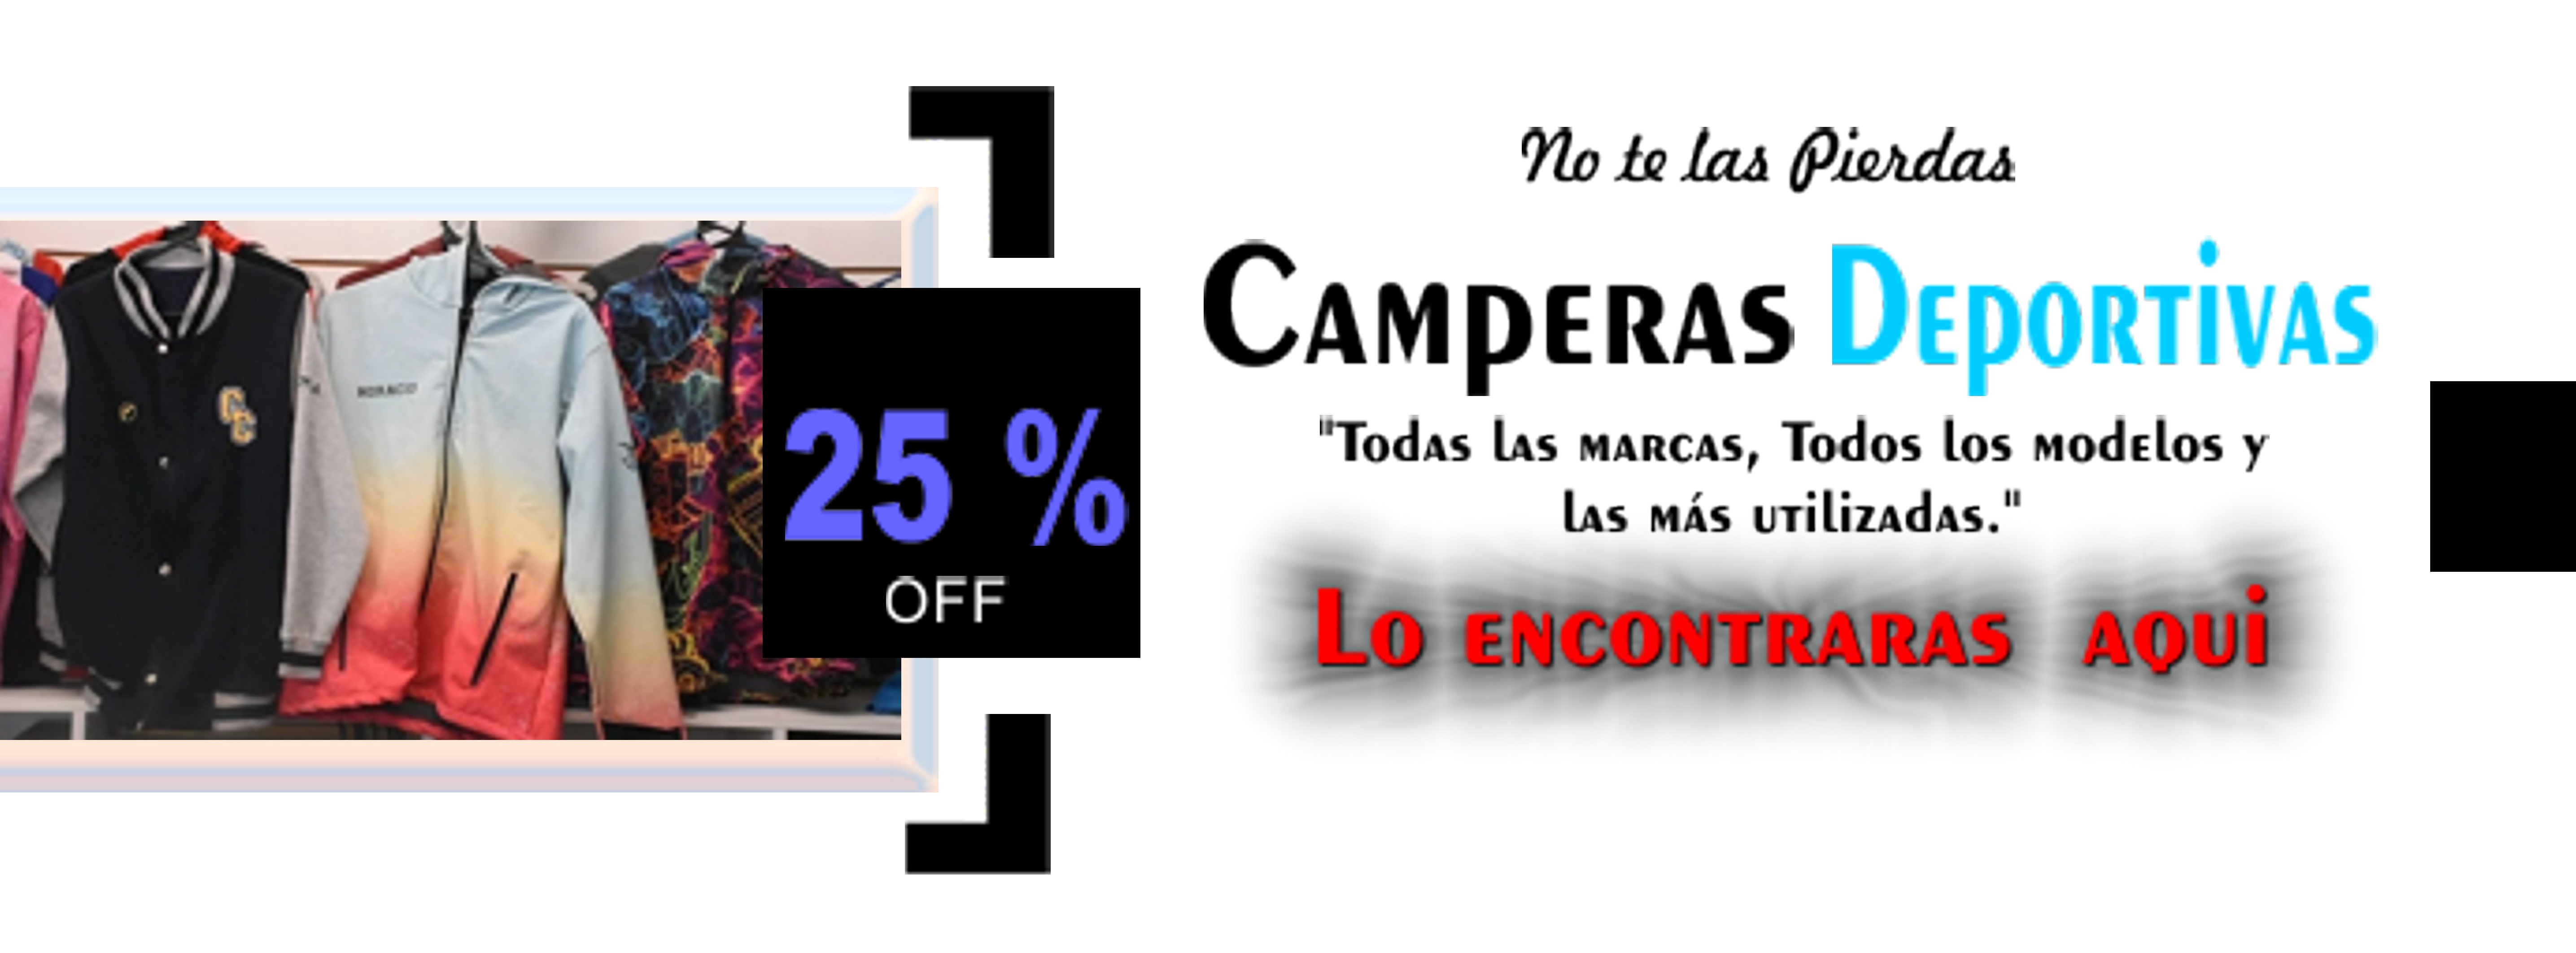 No te las Pierdas
Camperas Deportivas
"Todas las marcas, Todos los modelos y
las más utilizadas."
Lo encontraras aqui
25 %
OFF